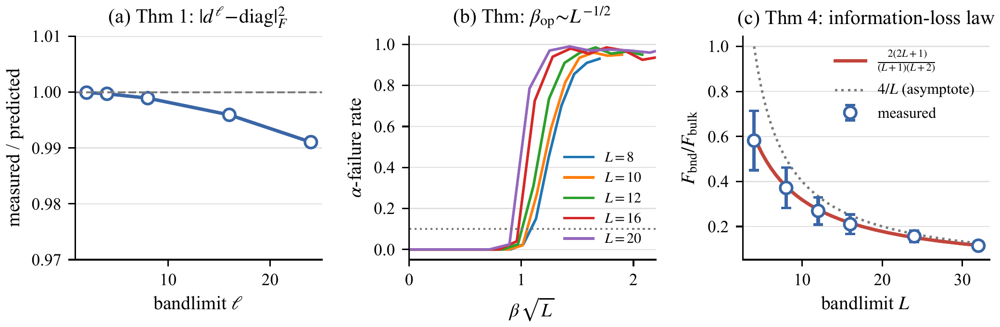 (a) Thm 1: |d^ℓ−diag|²_F
1.01
1.00
0.99
0.98
0.97
measured / predicted
10
20
bandlimit ℓ
(b) Thm: β_op∼L^{−1/2}
1.0
0.8
0.6
0.4
0.2
0.0
α-failure rate
L=8
L=10
L=12
L=16
L=20
0
1
2
β√L
(c) Thm 4: information-loss law
1.0
0.8
0.6
0.4
0.2
F_bnd/F_bulk
2(2L+1)
(L+1)(L+2)
4/L (asymptote)
measured
10
20
30
bandlimit L